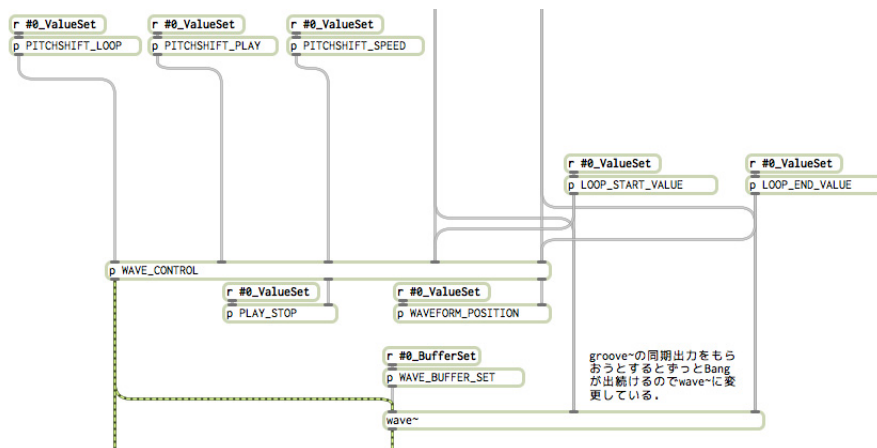 r #0_ValueSet
r #0_ValueSet
r #0_ValueSet
p PITCHSHIFT_LOOP
p PITCHSHIFT_PLAY
p PITCHSHIFT_SPEED
r #0_ValueSet
r #0_ValueSet
p LOOP_START_VALUE
p LOOP_END_VALUE
p WAVE_CONTROL
r #0_ValueSet
r #0_ValueSet
p PLAY_STOP
p WAVEFORM_POSITION
r #0_BufferSet
p WAVE_BUFFER_SET
groove~の同期出力をもら
おうとするとずっとBang
が出続けるのでwave~に変
更している．
wave~